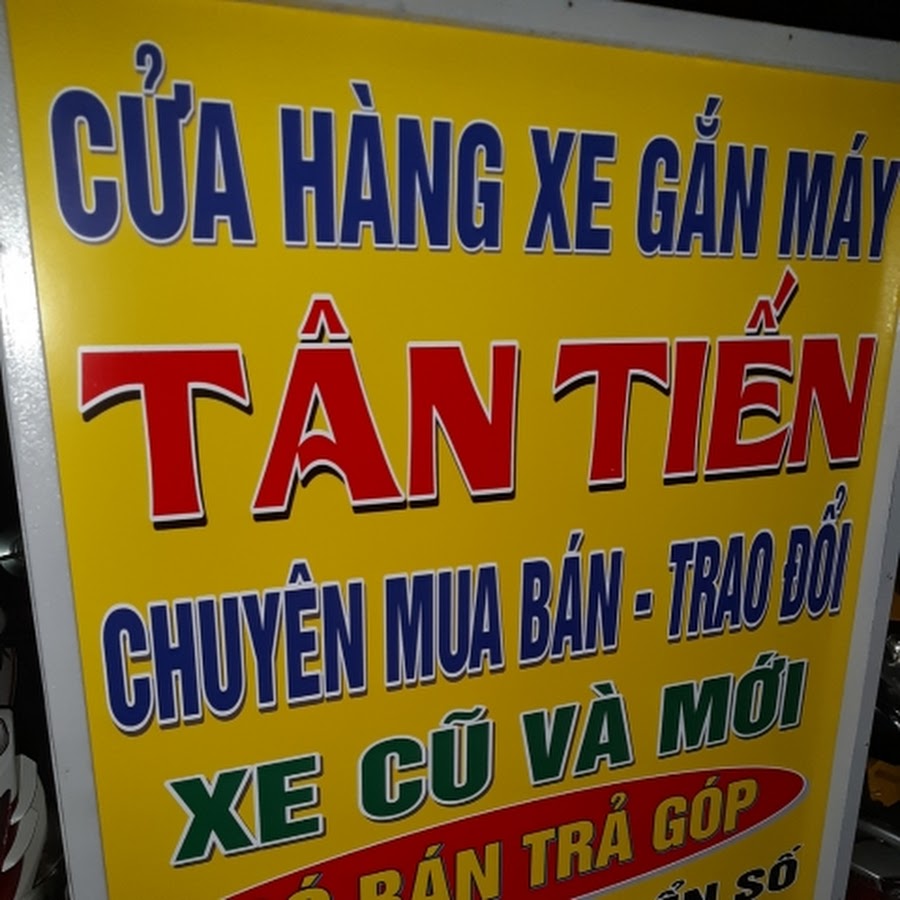 CỬA HÀNG XE GẮN MÁY
TÂN TIẾN
CHUYÊN MUA BÁN - TRAO ĐỔI
XE CŨ VÀ MỚI
BÁN TRẢ GÓP
SỐ